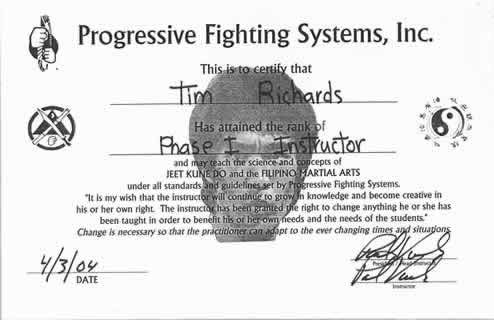 Progressive Fighting Systems, Inc.
This is to certify that
Tim Richards
Has attained the rank of
Phase I Instructor
and may teach the science and concepts of
JEET KUNE DO and the FILIPINO MARTIAL ARTS
under all standards and guidelines set by Progressive Fighting Systems.
"It is my wish that the instructor will continue to grow in knowledge and become creative in
his or her own right. The instructor has been granted the right to change anything he or she has
been taught in order to benefit his or her own needs and the needs of the students."
Change is necessary so that the practitioner can adapt to the ever changing times and situations
4/3/04
DATE
President / Head Instructor
Instructor